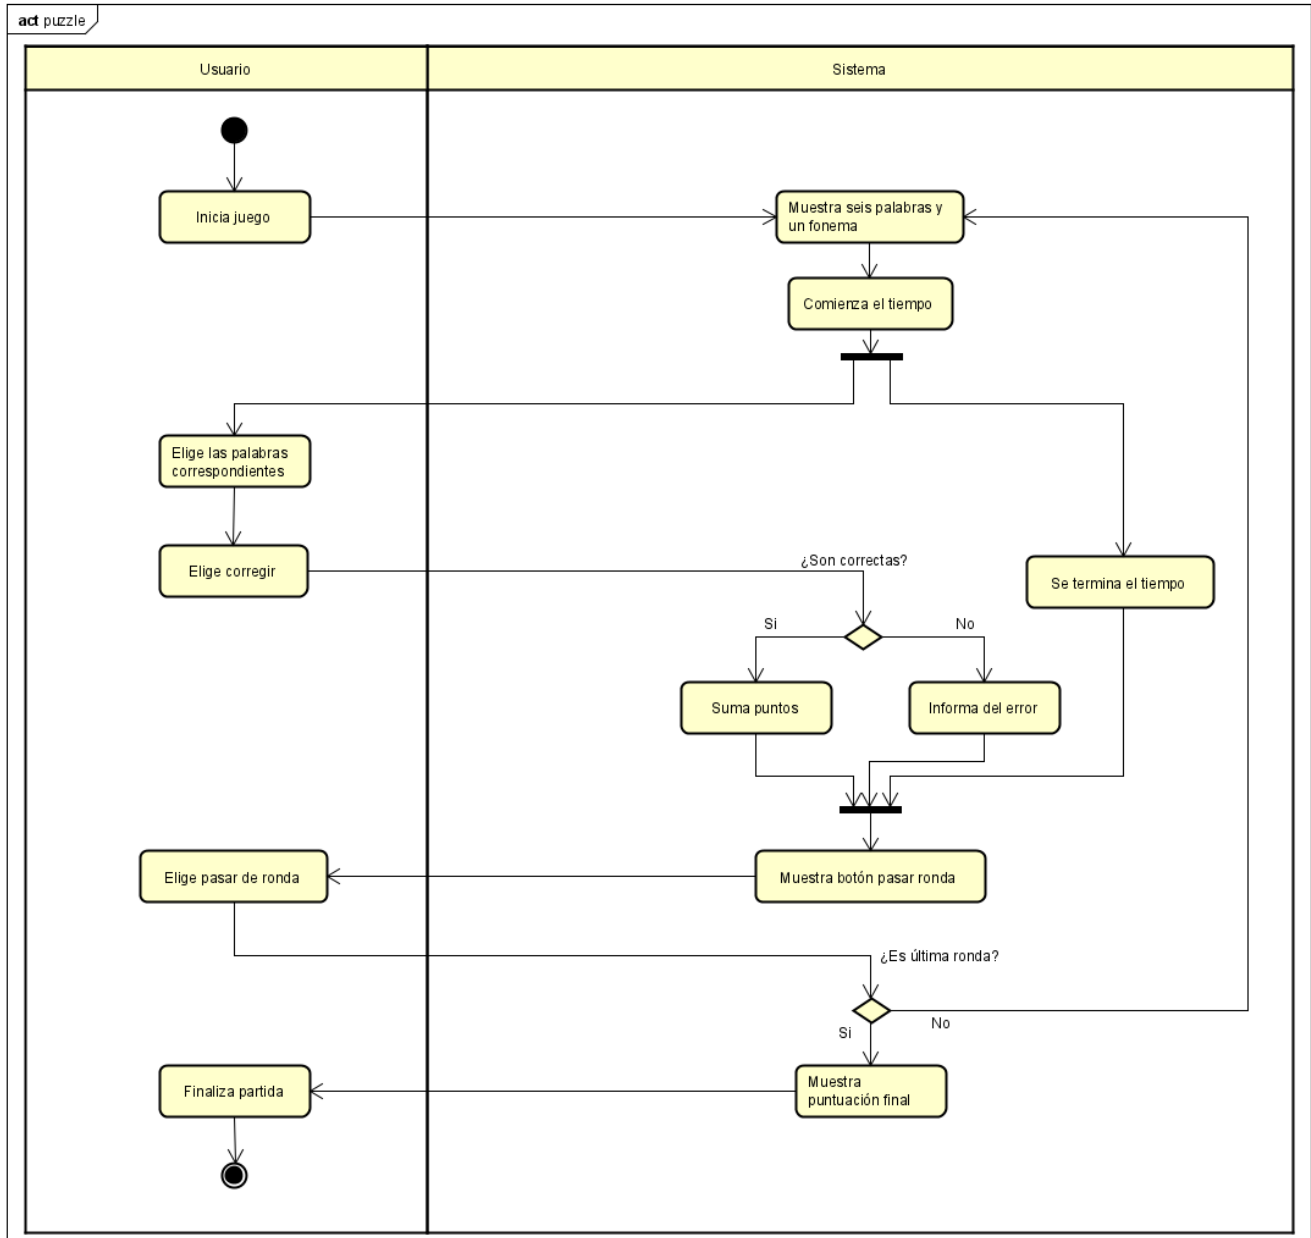 act puzzle
Usuario
Sistema
Inicia juego
Muestra seis palabras y
un fonema
Comienza el tiempo
Elige las palabras
correspondientes
Elige corregir
¿Son correctas?
Se termina el tiempo
Si
No
Suma puntos
Informa del error
Elige pasar de ronda
Muestra botón pasar ronda
¿Es última ronda?
Si
No
Finaliza partida
Muestra
puntuación final